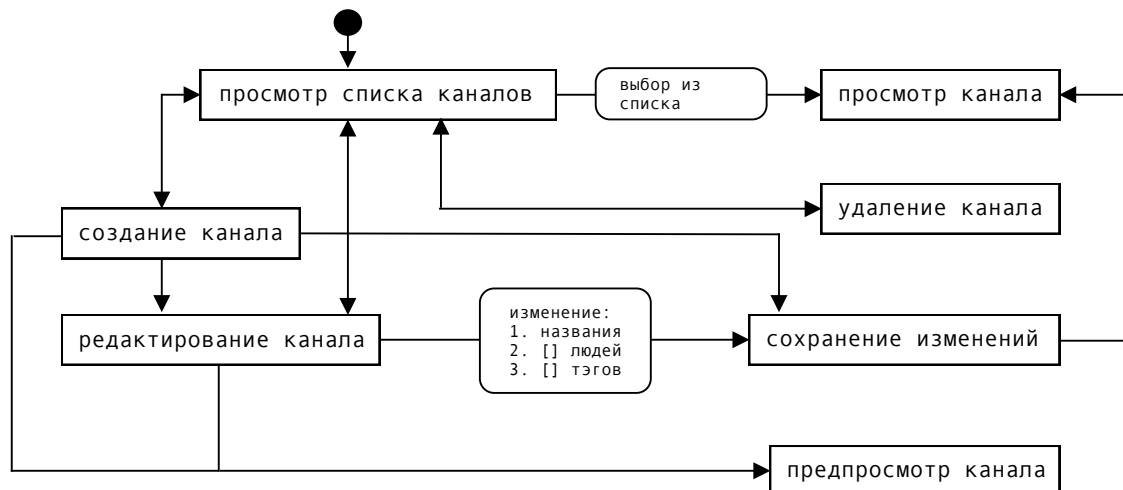 просмотр списка каналов
выбор из
списка
просмотр канала
удаление канала
создание канала
редактирование канала
изменение:
1. названия
2. [] людей
3. [] тэгов
сохранение изменений
предпросмотр канала